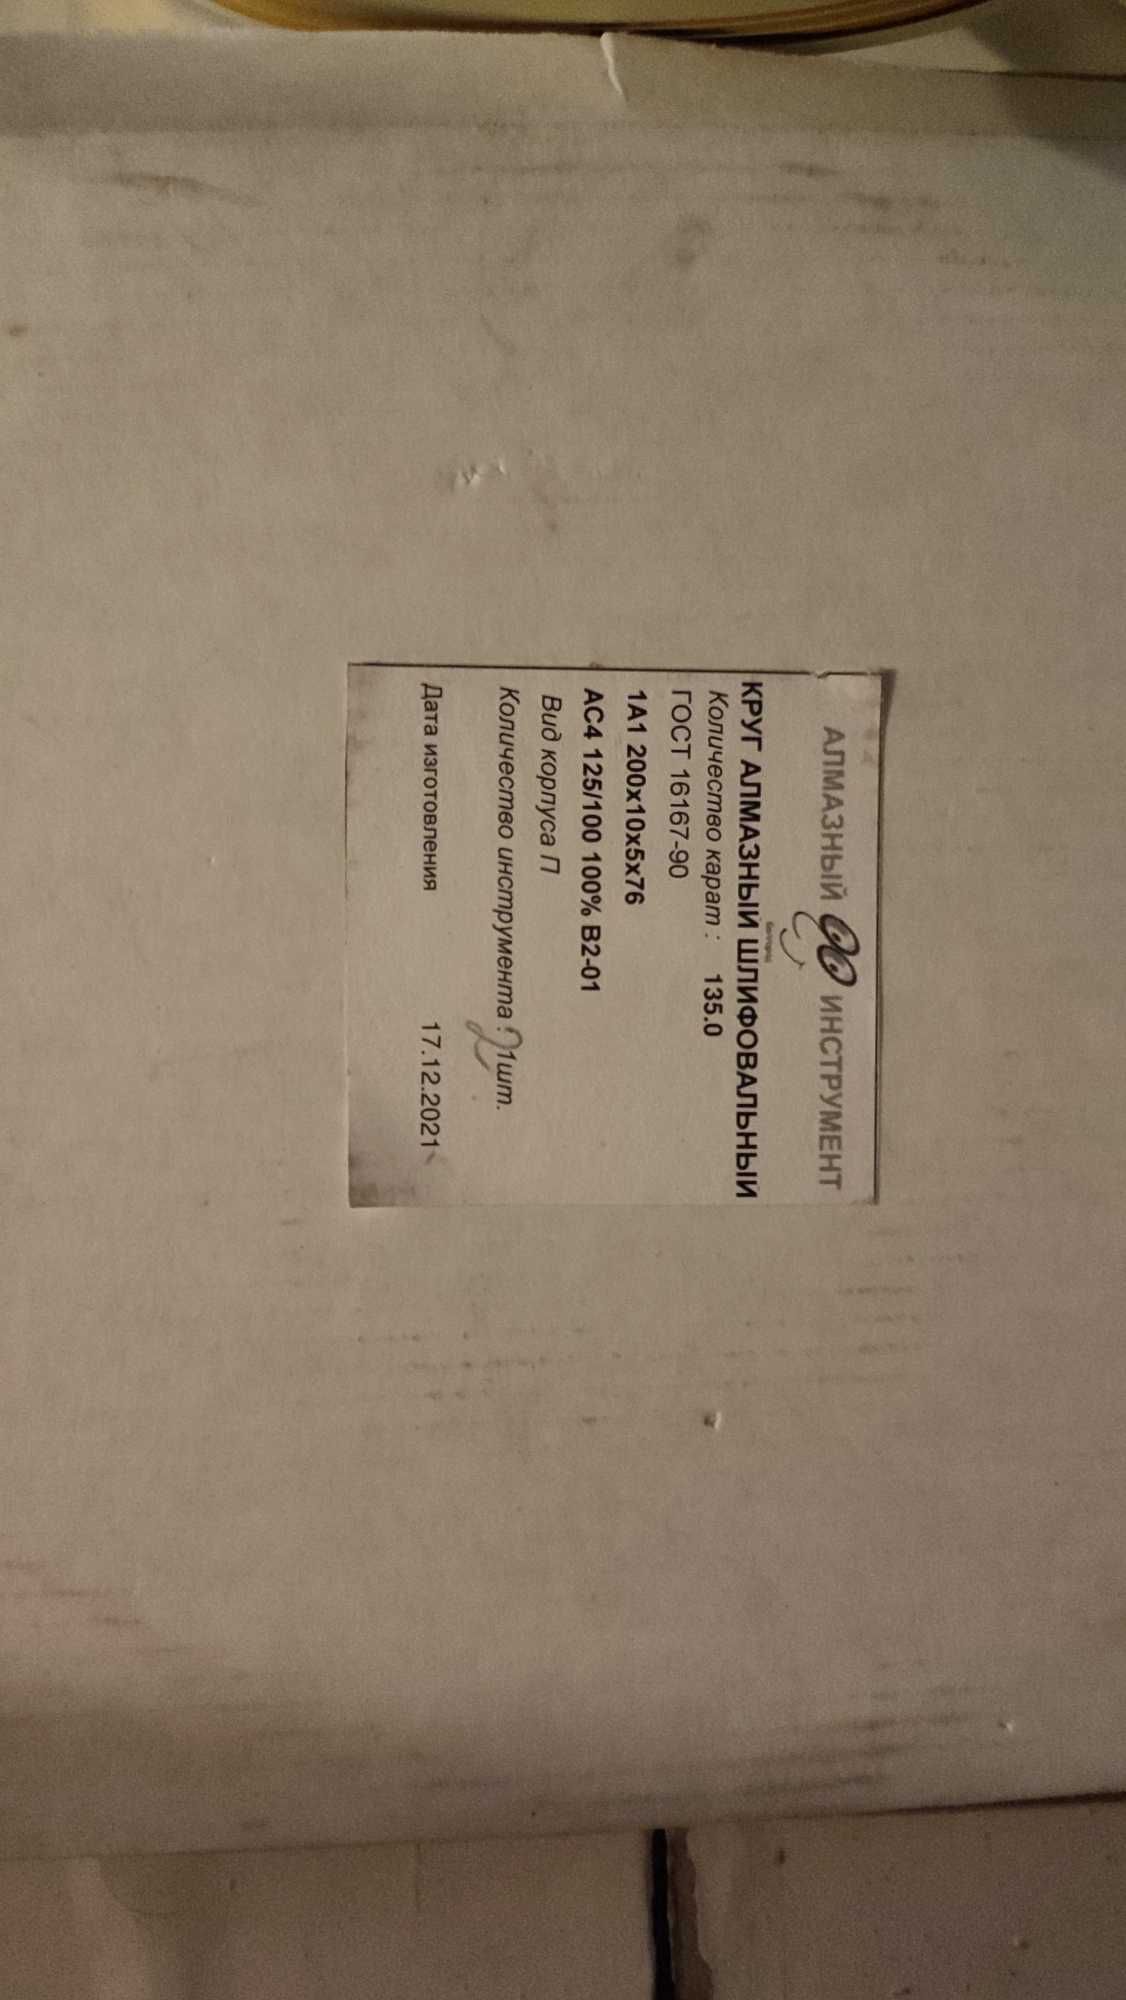 АЛМАЗНЫЙ ИНСТРУМЕНТ
КРУГ АЛМАЗНЫЙ ШЛИФОВАЛЬНЫЙ
Количество карат : 135.0
ГОСТ 16167-90
1А1 200х10х5х76
АС4 125/100 100% В2-01
Вид корпуса П
Количество инструмента : 2 1шт.
Дата изготовления 17.12.2021